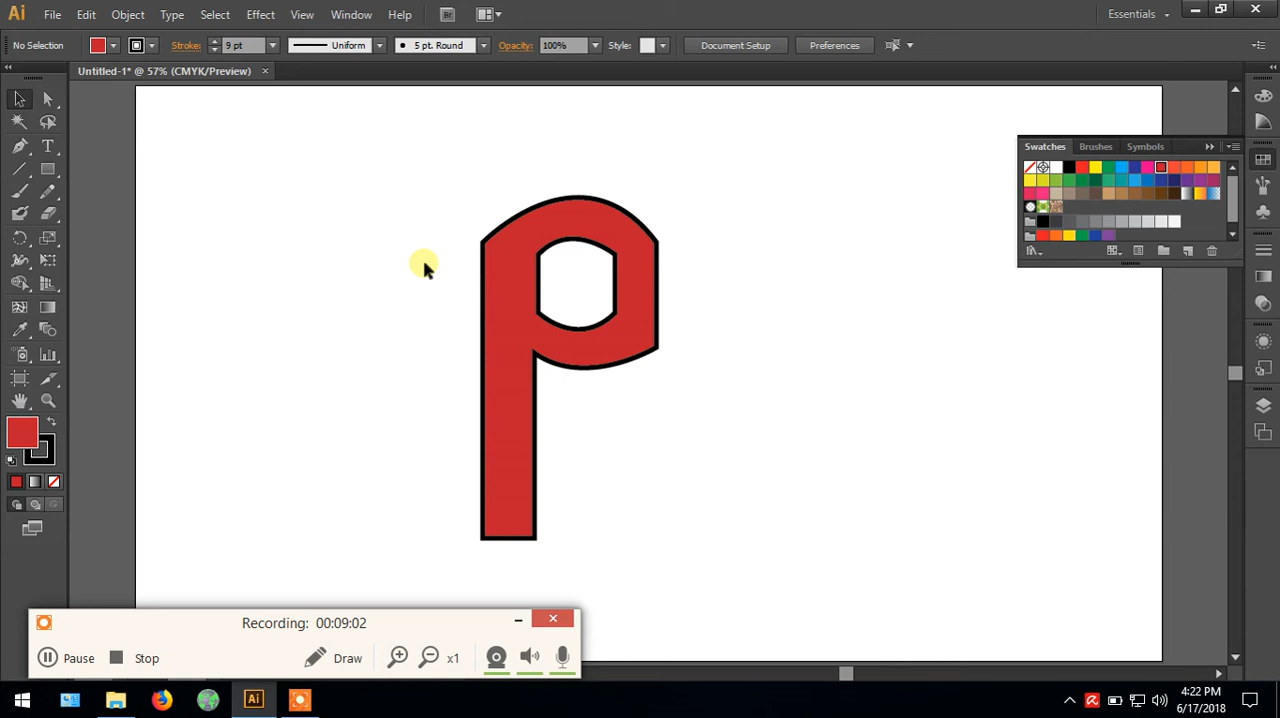 Ai File Edit Object Type Select Effect View Window Help Br Essentials
No Selection Stroke: 9 pt Uniform 5 pt. Round Opacity: 100% Style: Document Setup Preferences
Untitled-1* @ 57% (CMYK/Preview)
Swatches Brushes Symbols
P
Recording: 00:09:02
Pause Stop Draw x1
Ai
4:22 PM
6/17/2018